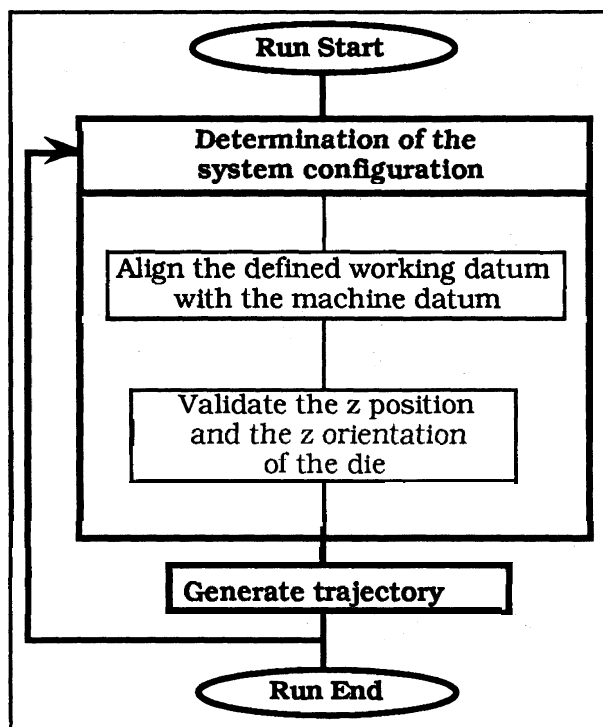 Run Start
Determination of the
system configuration
Align the defined working datum
with the machine datum
Validate the z position
and the z orientation
of the die
Generate trajectory
Run End